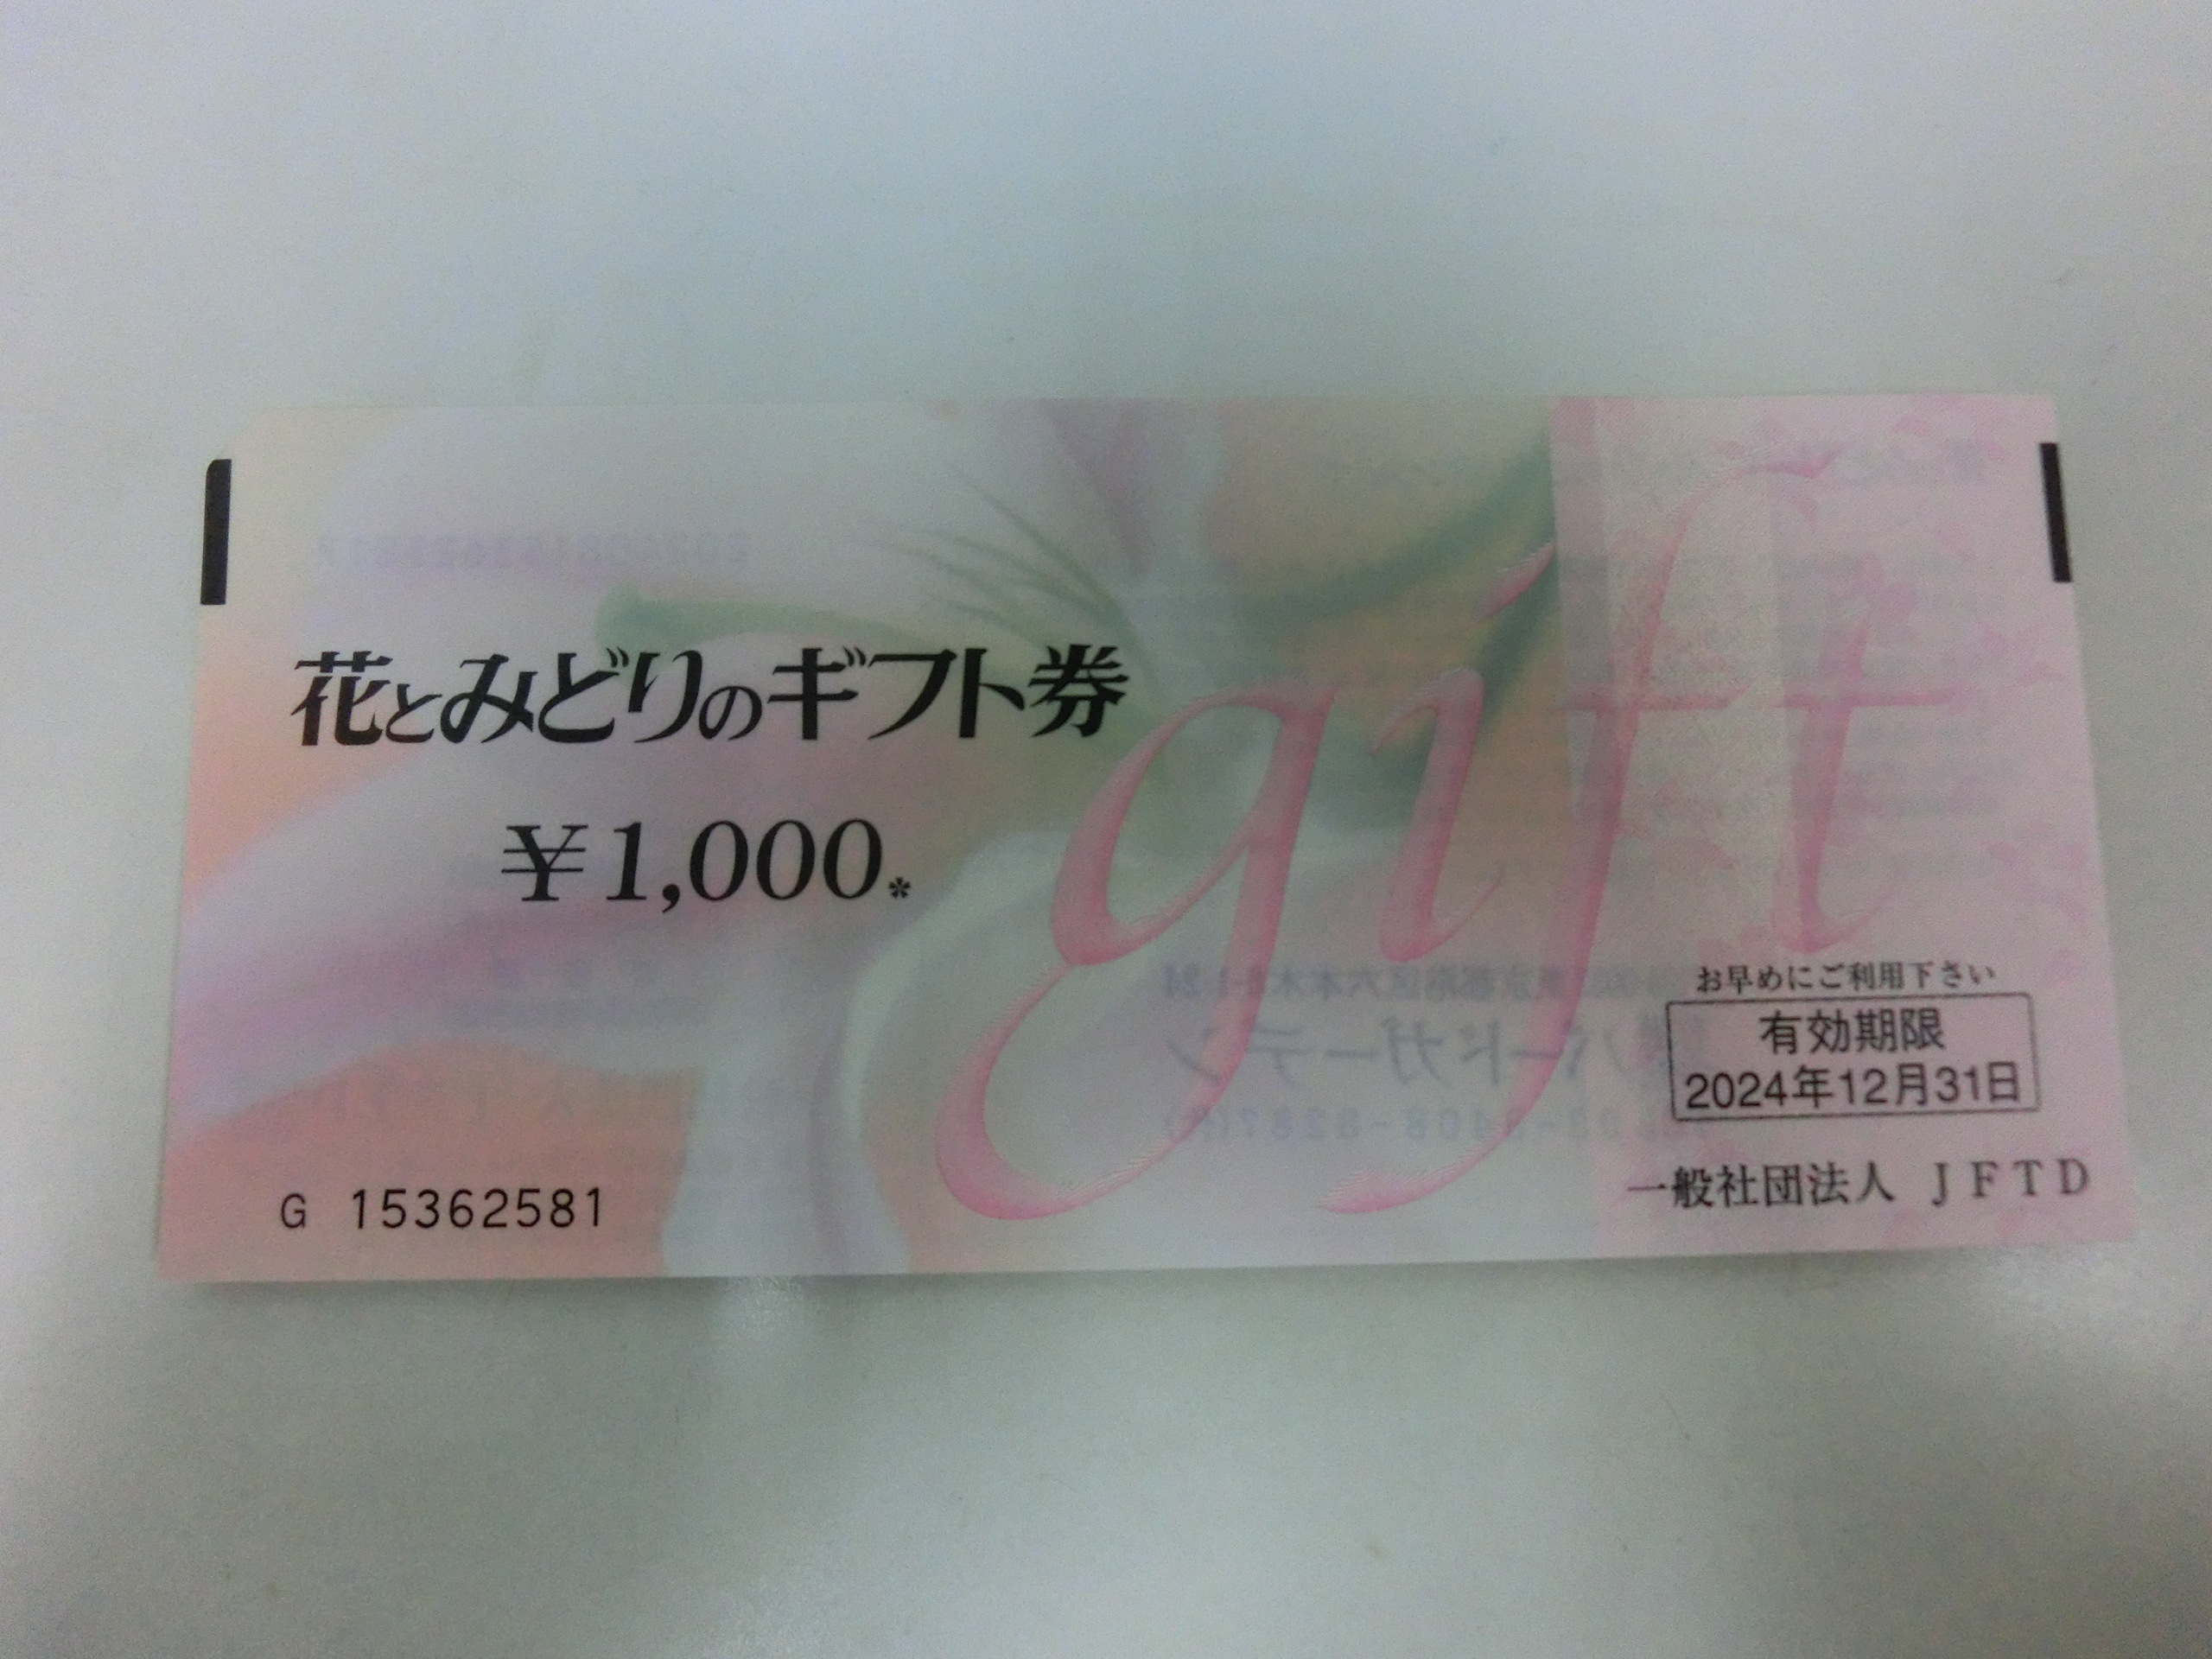 花とみどりのギフト券
¥1,000*
gift
お早めにご利用下さい
有効期限
2024年12月31日
一般社団法人 JFTD
G 15362581